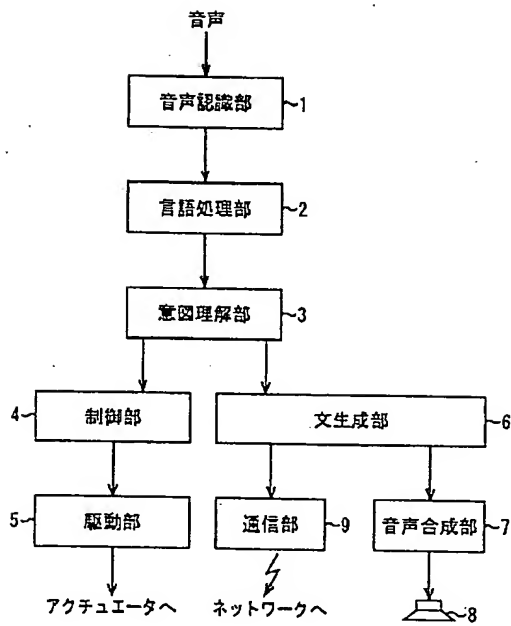 音声
音声認識部 ~1
言語処理部 ~2
意図理解部 ~3
4~ 制御部
文生成部 ~6
5~ 駆動部
通信部 ~9
音声合成部 ~7
アクチュエータへ
ネットワークへ
~8